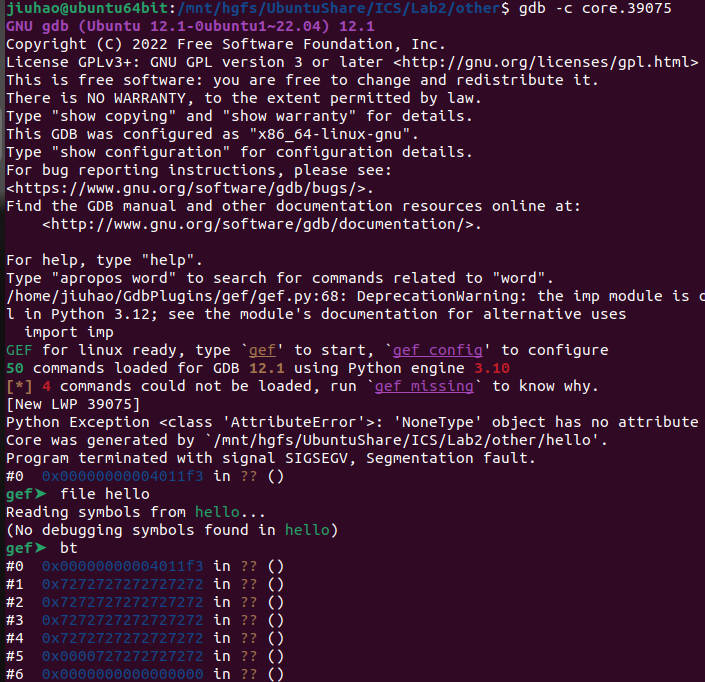 jiuhao@ubuntu64bit:/mnt/hgfs/UbuntuShare/ICS/Lab2/other$ gdb -c core.39075
GNU gdb (Ubuntu 12.1-0ubuntu1~22.04) 12.1
Copyright (C) 2022 Free Software Foundation, Inc.
License GPLv3+: GNU GPL version 3 or later <http://gnu.org/licenses/gpl.html>
This is free software: you are free to change and redistribute it.
There is NO WARRANTY, to the extent permitted by law.
Type "show copying" and "show warranty" for details.
This GDB was configured as "x86_64-linux-gnu".
Type "show configuration" for configuration details.
For bug reporting instructions, please see:
<https://www.gnu.org/software/gdb/bugs/>.
Find the GDB manual and other documentation resources online at:
    <http://www.gnu.org/software/gdb/documentation/>.
For help, type "help".
Type "apropos word" to search for commands related to "word".
/home/jiuhao/GdbPlugins/gef/gef.py:68: DeprecationWarning: the imp module is
l in Python 3.12; see the module's documentation for alternative uses
  import imp
GEF for linux ready, type `gef' to start, `gef config' to configure
50 commands loaded for GDB 12.1 using Python engine 3.10
[*] 4 commands could not be loaded, run `gef missing` to know why.
[New LWP 39075]
Python Exception <class 'AttributeError'>: 'NoneType' object has no attribute
Core was generated by `/mnt/hgfs/UbuntuShare/ICS/Lab2/other/hello'.
Program terminated with signal SIGSEGV, Segmentation fault.
#0  0x00000000004011f3 in ?? ()
gef➤  file hello
Reading symbols from hello...
(No debugging symbols found in hello)
gef➤  bt
#0  0x00000000004011f3 in ?? ()
#1  0x7272727272727272 in ?? ()
#2  0x7272727272727272 in ?? ()
#3  0x7272727272727272 in ?? ()
#4  0x7272727272727272 in ?? ()
#5  0x0000727272727272 in ?? ()
#6  0x0000000000000000 in ?? ()